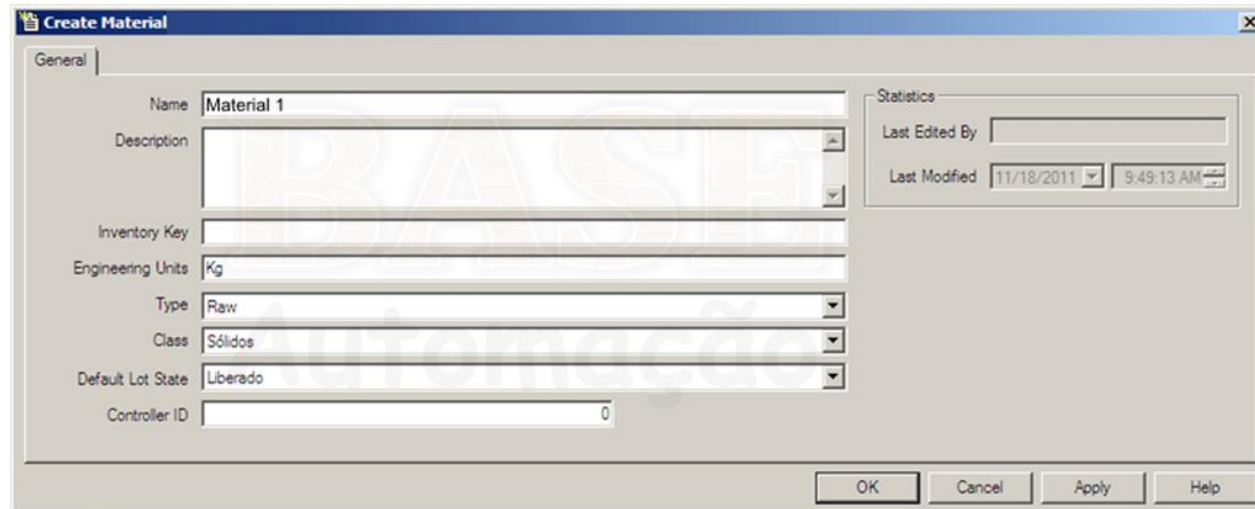 Create Material
General
Name Material 1
Description
Inventory Key
Engineering Units Kg
Type Raw
Class Sólidos
Default Lot State Liberado
Controller ID 0
Statistics
Last Edited By
Last Modified 11/18/2011 9:49:13 AM
BASE
Automação
OK Cancel Apply Help